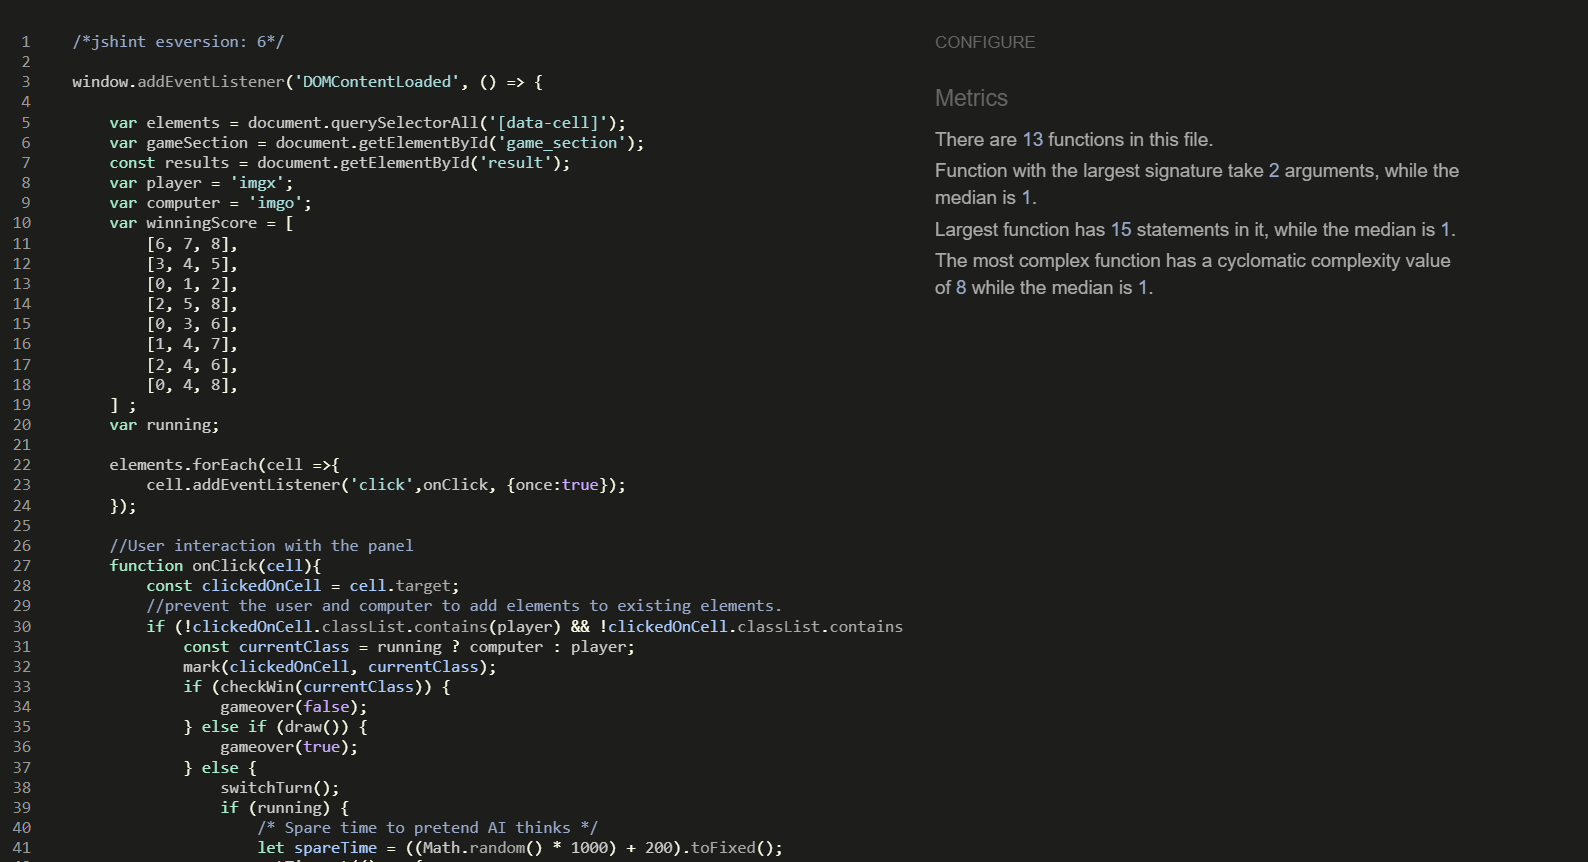 1 /*jshint esversion: 6*/
2
3 window.addEventListener('DOMContentLoaded', () => {
4
5 var elements = document.querySelectorAll('[data-cell]');
6 var gameSection = document.getElementById('game_section');
7 const results = document.getElementById('result');
8 var player = 'imgx';
9 var computer = 'imgo';
10 var winningScore = [
11 [6, 7, 8],
12 [3, 4, 5],
13 [0, 1, 2],
14 [2, 5, 8],
15 [0, 3, 6],
16 [1, 4, 7],
17 [2, 4, 6],
18 [0, 4, 8],
19 ] ;
20 var running;
21
22 elements.forEach(cell =>{
23 cell.addEventListener('click',onClick, {once:true});
24 });
25
26 //User interaction with the panel
27 function onClick(cell){
28 const clickedOnCell = cell.target;
29 //prevent the user and computer to add elements to existing elements.
30 if (!clickedOnCell.classList.contains(player) && !clickedOnCell.classList.contains
31 const currentClass = running ? computer : player;
32 mark(clickedOnCell, currentClass);
33 if (checkWin(currentClass)) {
34 gameover(false);
35 } else if (draw()) {
36 gameover(true);
37 } else {
38 switchTurn();
39 if (running) {
40 /* Spare time to pretend AI thinks */
41 let spareTime = ((Math.random() * 1000) + 200).toFixed();
CONFIGURE
Metrics
There are 13 functions in this file.
Function with the largest signature take 2 arguments, while the
median is 1.
Largest function has 15 statements in it, while the median is 1.
The most complex function has a cyclomatic complexity value
of 8 while the median is 1.